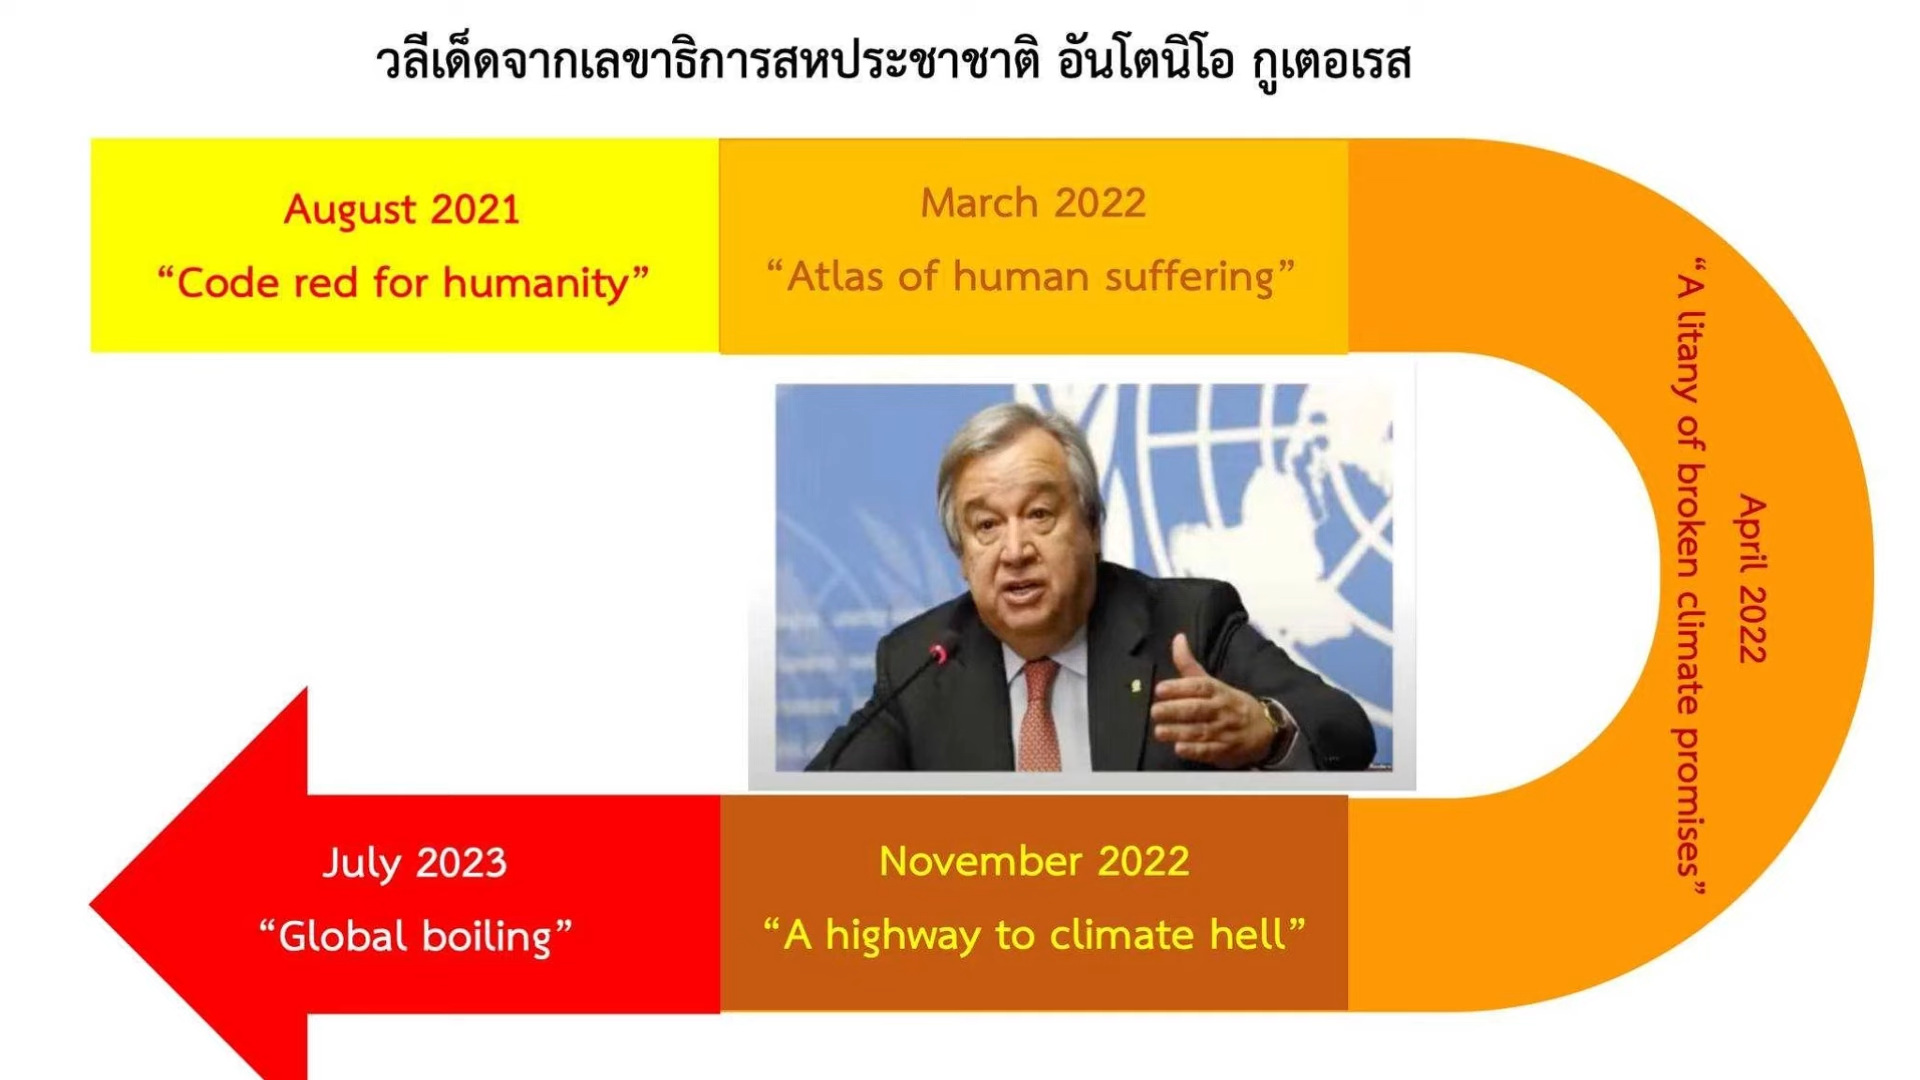 วลีเด็ดจากเลขาธิการสหประชาชาติ อันโตนิโอ กูเตอเรส
August 2021
“Code red for humanity”
March 2022
“Atlas of human suffering”
April 2022
“A litany of broken climate promises”
November 2022
“A highway to climate hell”
July 2023
“Global boiling”